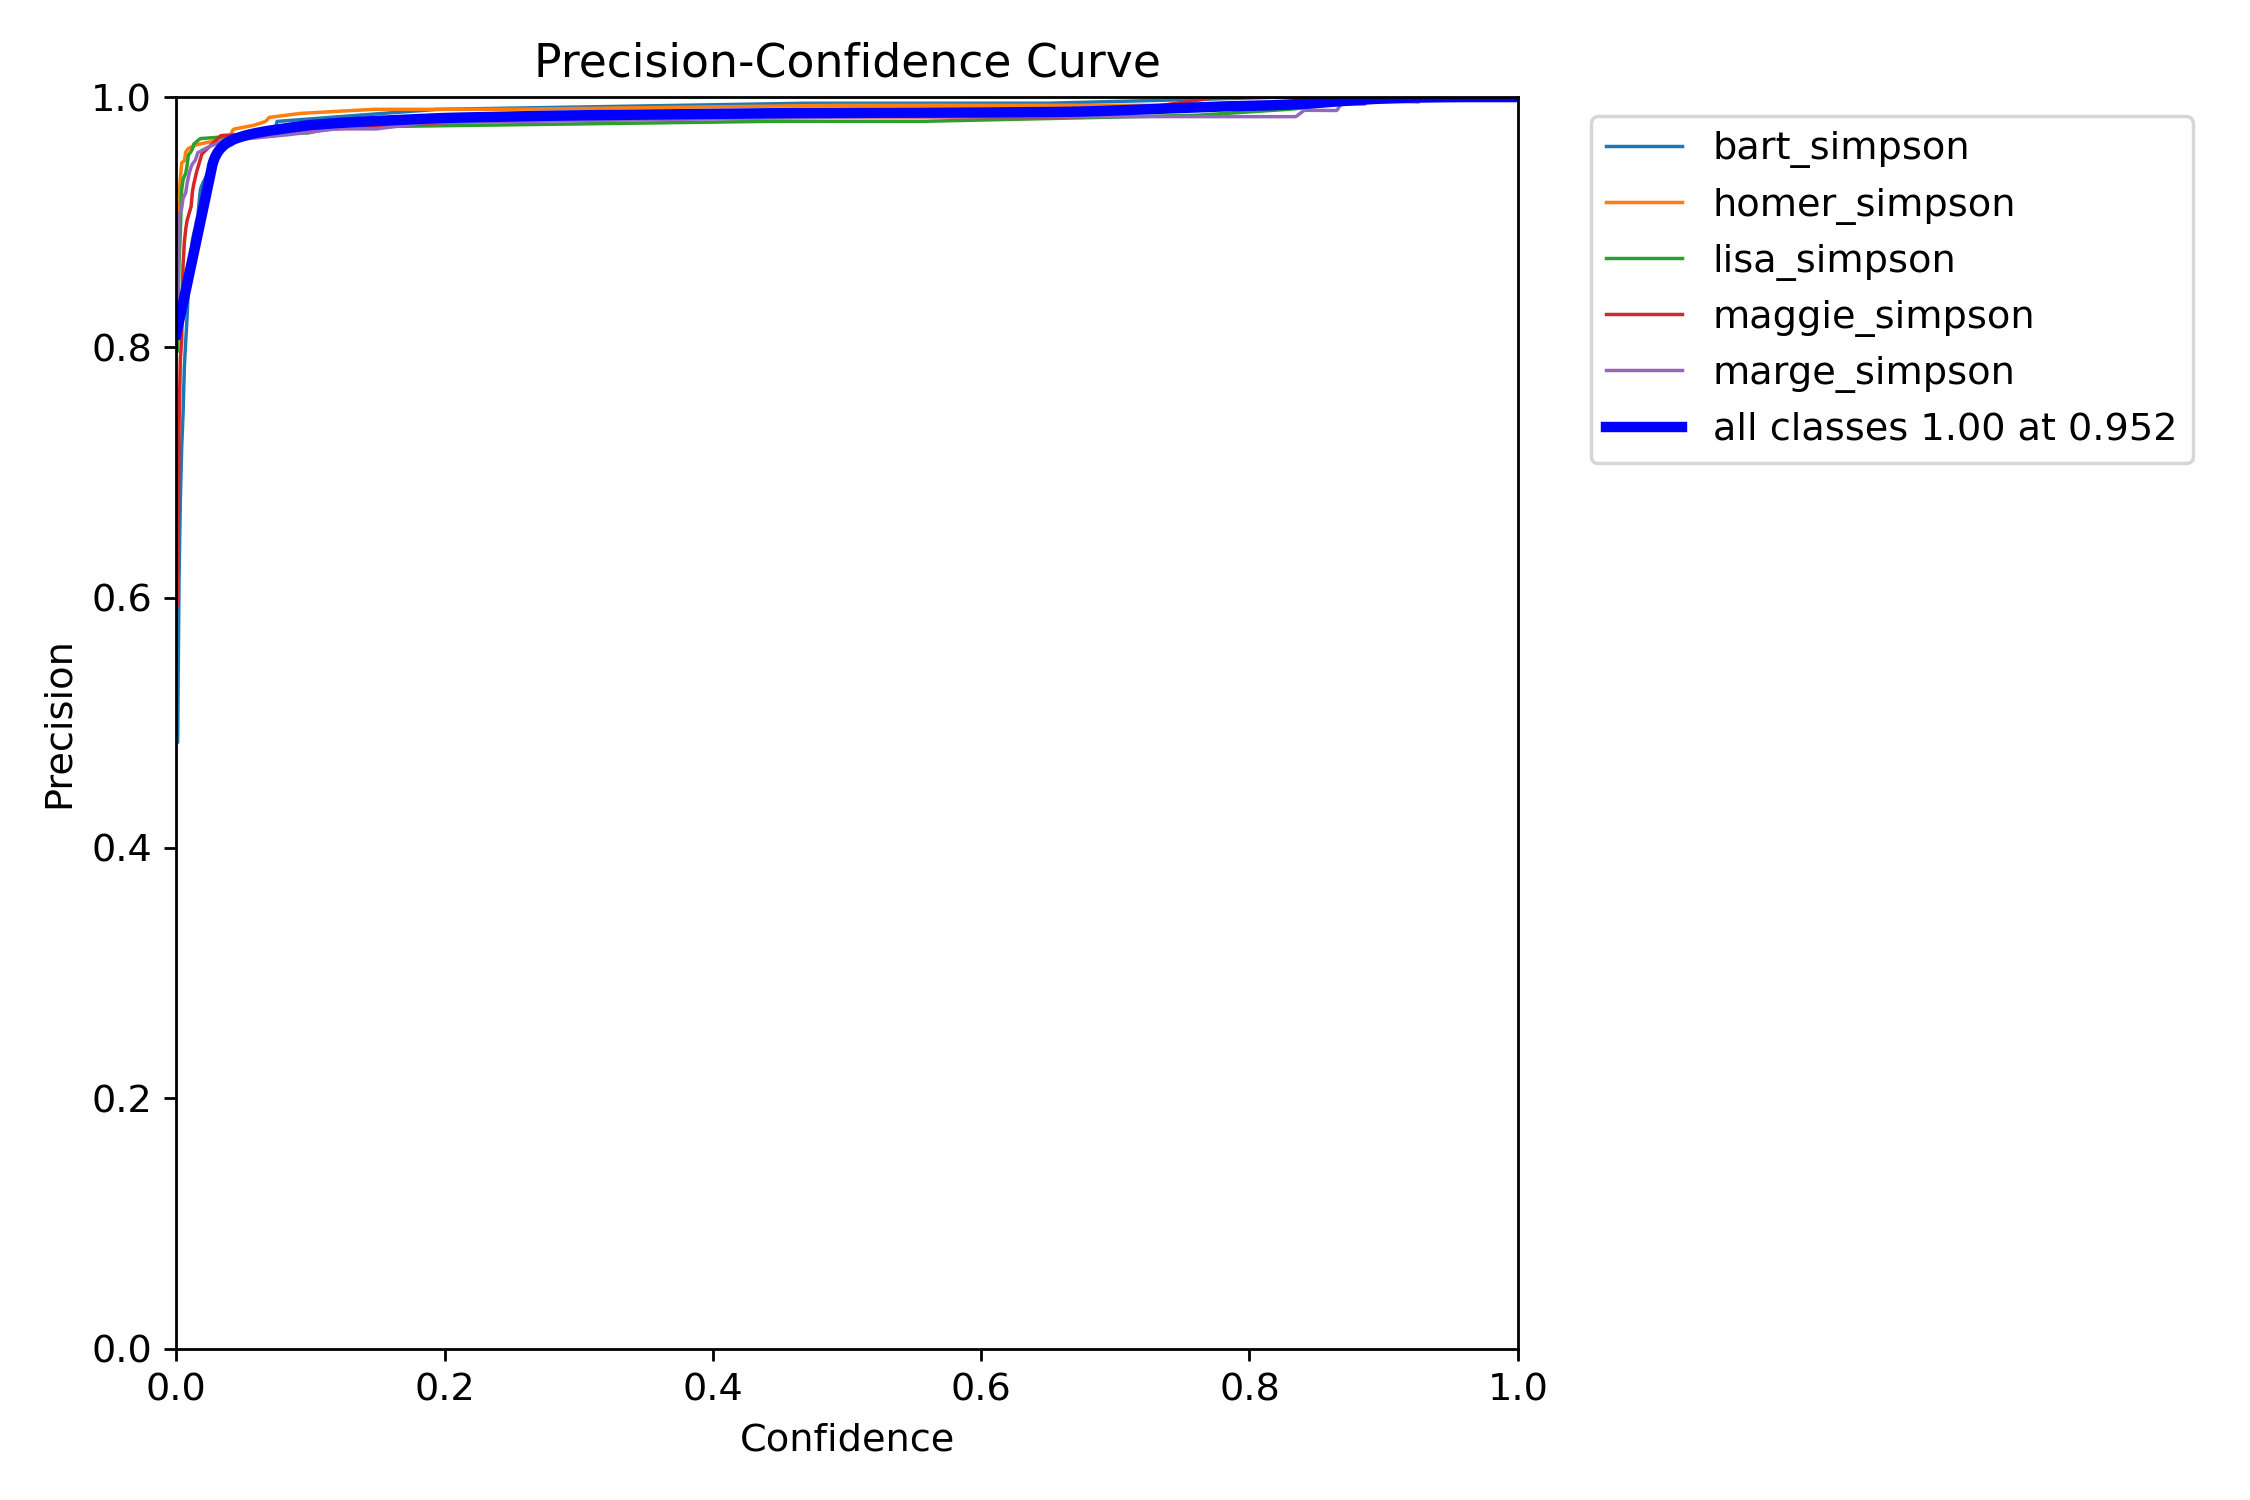 Precision-Confidence Curve
1.0
0.8
0.6
0.4
0.2
0.0
Precision
0.0 0.2 0.4 0.6 0.8 1.0
Confidence
bart_simpson
homer_simpson
lisa_simpson
maggie_simpson
marge_simpson
all classes 1.00 at 0.952